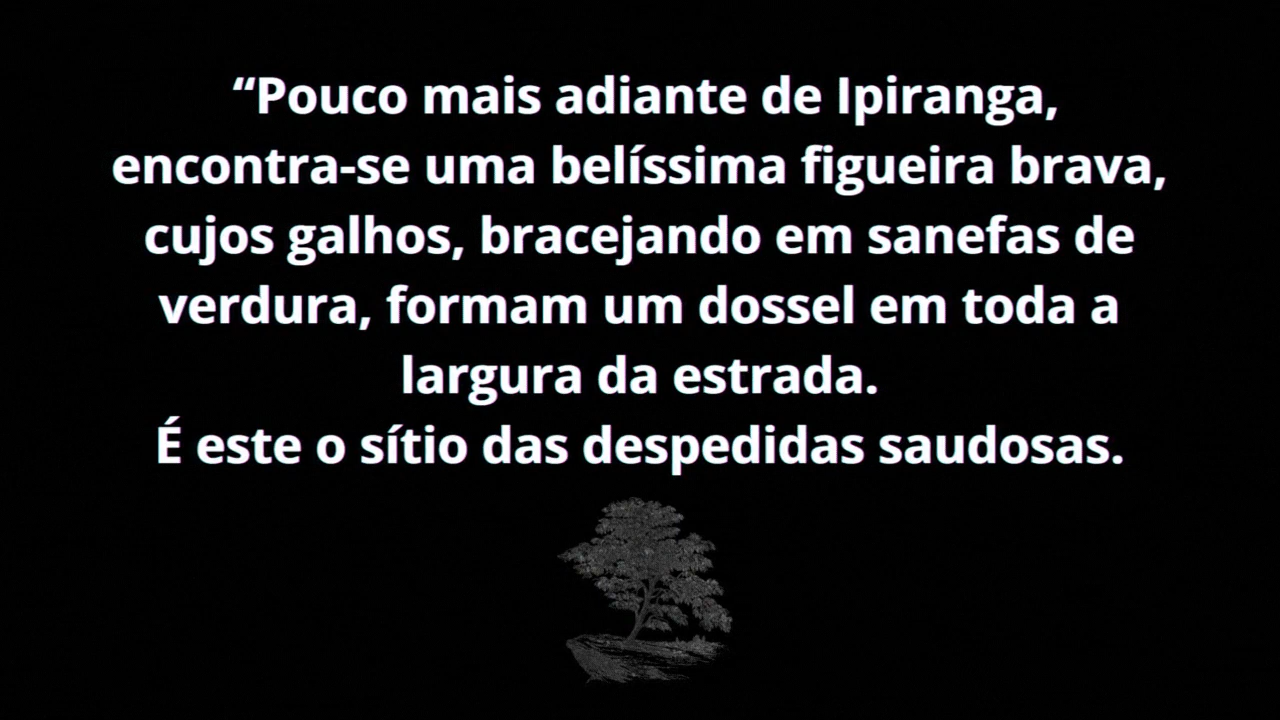 “Pouco mais adiante de Ipiranga,
encontra-se uma belíssima figueira brava,
cujos galhos, bracejando em sanefas de
verdura, formam um dossel em toda a
largura da estrada.
É este o sítio das despedidas saudosas.